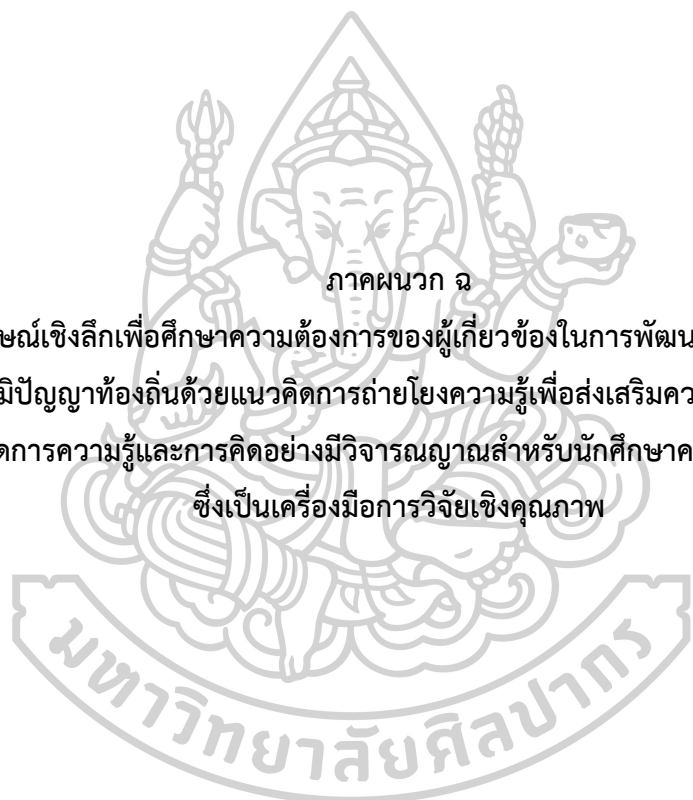 ภาคผนวก ฉ
ษณ์เชิงลึกเพื่อศึกษาความต้องการของผู้เกี่ยวข้องในการพัฒน
มิปัญญาท้องถิ่นด้วยแนวคิดการถ่ายโยงความรู้เพื่อส่งเสริมคว
ดการความรู้และการคิดอย่างมีวิจารณญาณสำหรับนักศึกษาค
ซึ่งเป็นเครื่องมือการวิจัยเชิงคุณภาพ
มหาวิทยาลัยศิลปากร